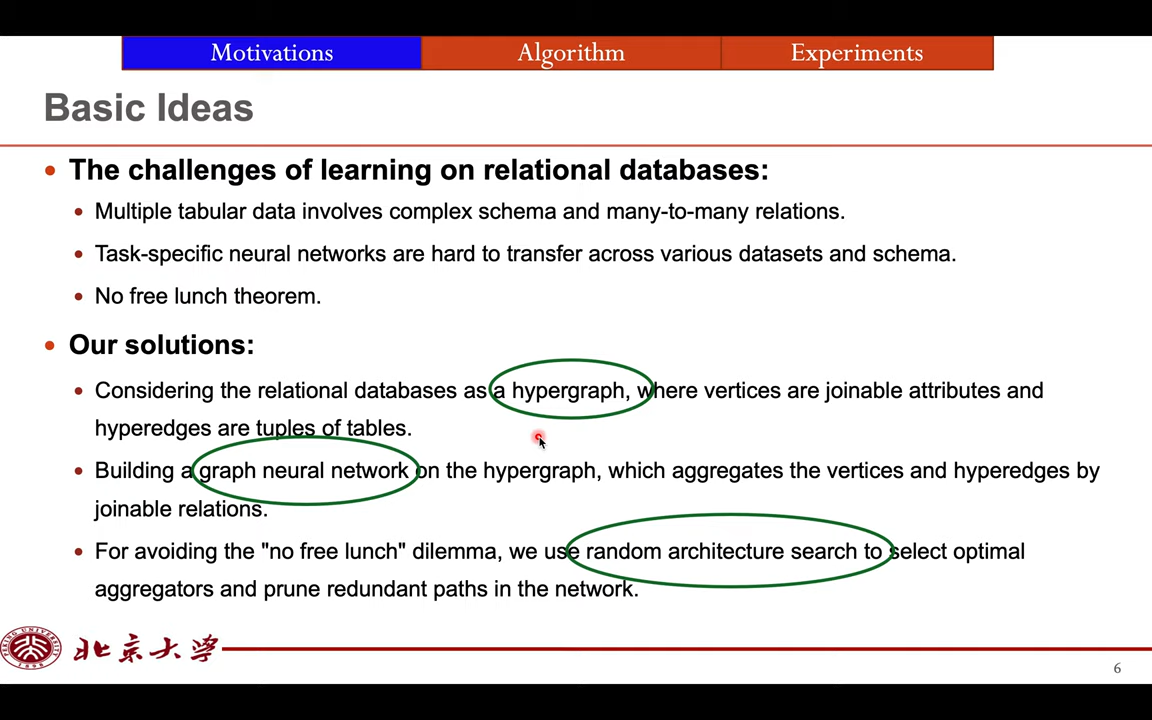 Motivations Algorithm Experiments
Basic Ideas
• The challenges of learning on relational databases:
• Multiple tabular data involves complex schema and many-to-many relations.
• Task-specific neural networks are hard to transfer across various datasets and schema.
• No free lunch theorem.
• Our solutions:
• Considering the relational databases as a hypergraph, where vertices are joinable attributes and
hyperedges are tuples of tables.
• Building a graph neural network on the hypergraph, which aggregates the vertices and hyperedges by
joinable relations.
• For avoiding the "no free lunch" dilemma, we use random architecture search to select optimal
aggregators and prune redundant paths in the network.
PEKING UNIVERSITY
1898
北京大学
6